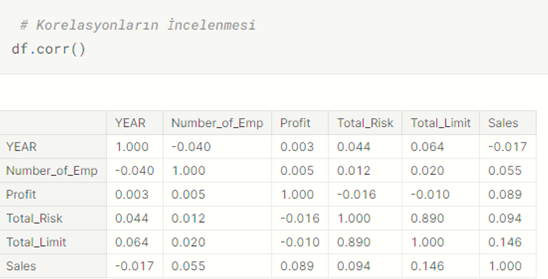 # Korelasyonların İncelenmesi
df.corr()
YEAR Number_of_Emp Profit Total_Risk Total_Limit Sales
YEAR 1.000 -0.040 0.003 0.044 0.064 -0.017
Number_of_Emp -0.040 1.000 0.005 0.012 0.020 0.055
Profit 0.003 0.005 1.000 -0.016 -0.010 0.089
Total_Risk 0.044 0.012 -0.016 1.000 0.890 0.094
Total_Limit 0.064 0.020 -0.010 0.890 1.000 0.146
Sales -0.017 0.055 0.089 0.094 0.146 1.000